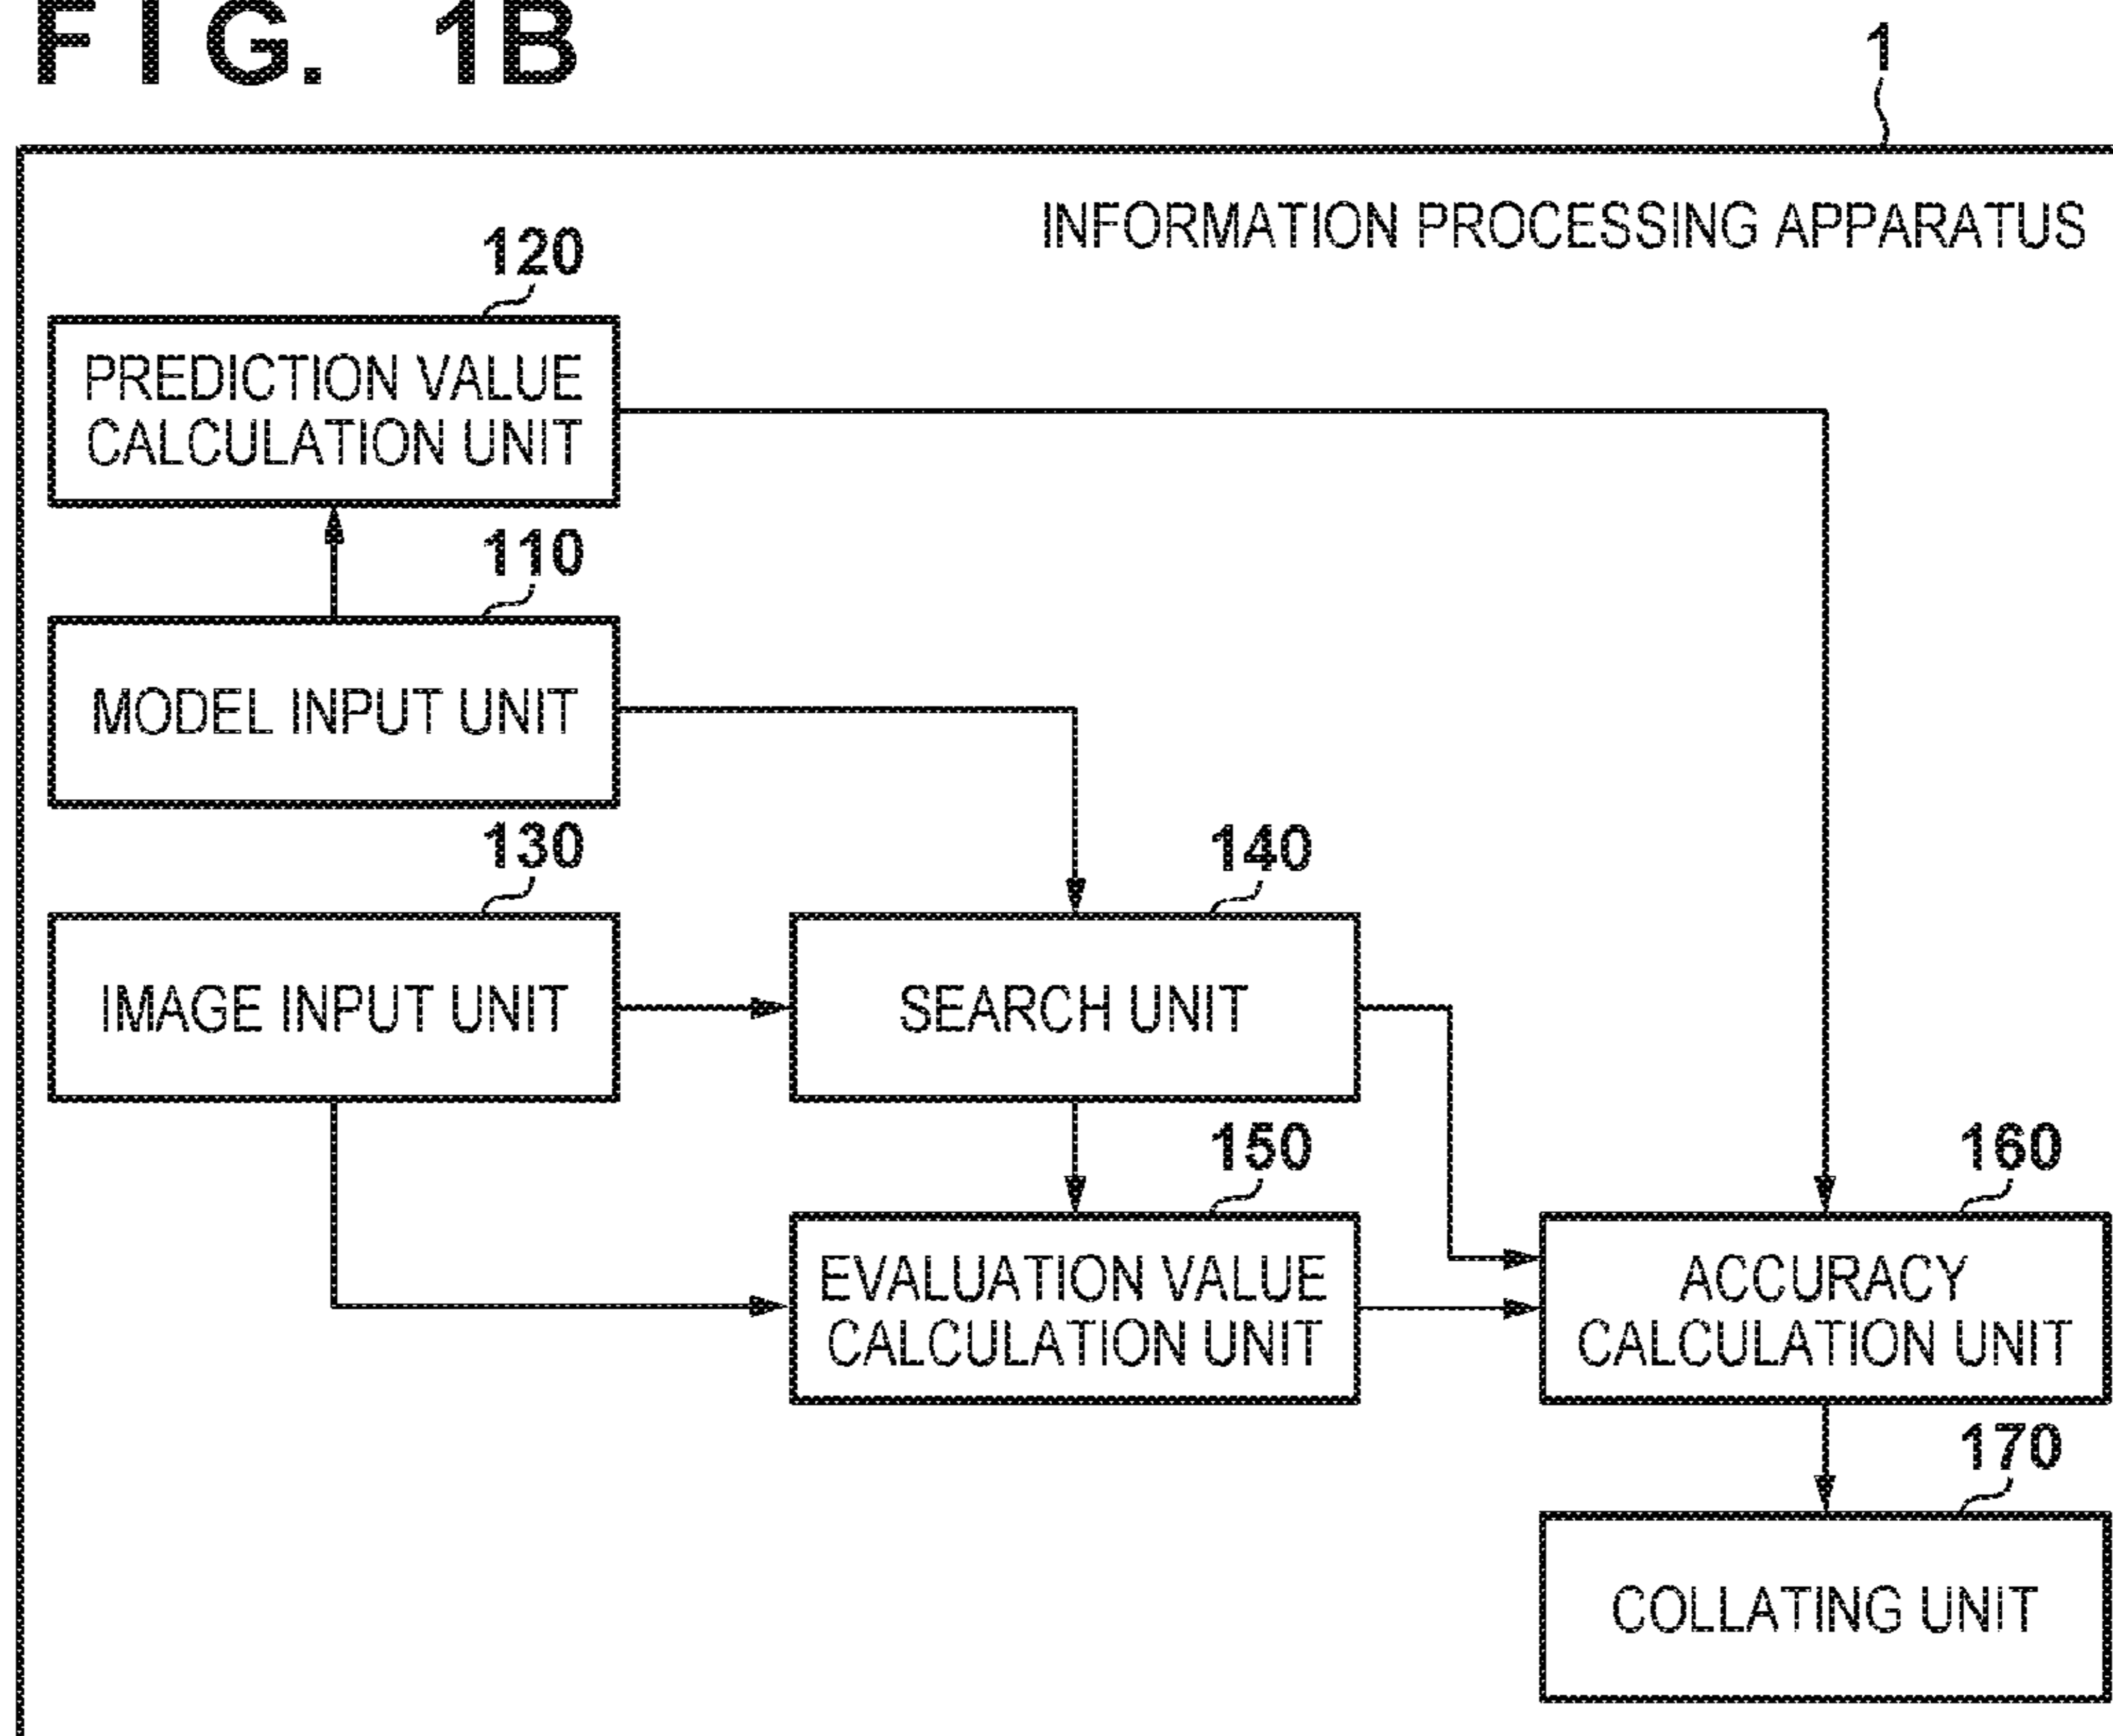 FIG. 1B
1
INFORMATION PROCESSING APPARATUS
120
PREDICTION VALUE
CALCULATION UNIT
110
MODEL INPUT UNIT
130
IMAGE INPUT UNIT
140
SEARCH UNIT
150
EVALUATION VALUE
CALCULATION UNIT
160
ACCURACY
CALCULATION UNIT
170
COLLATING UNIT